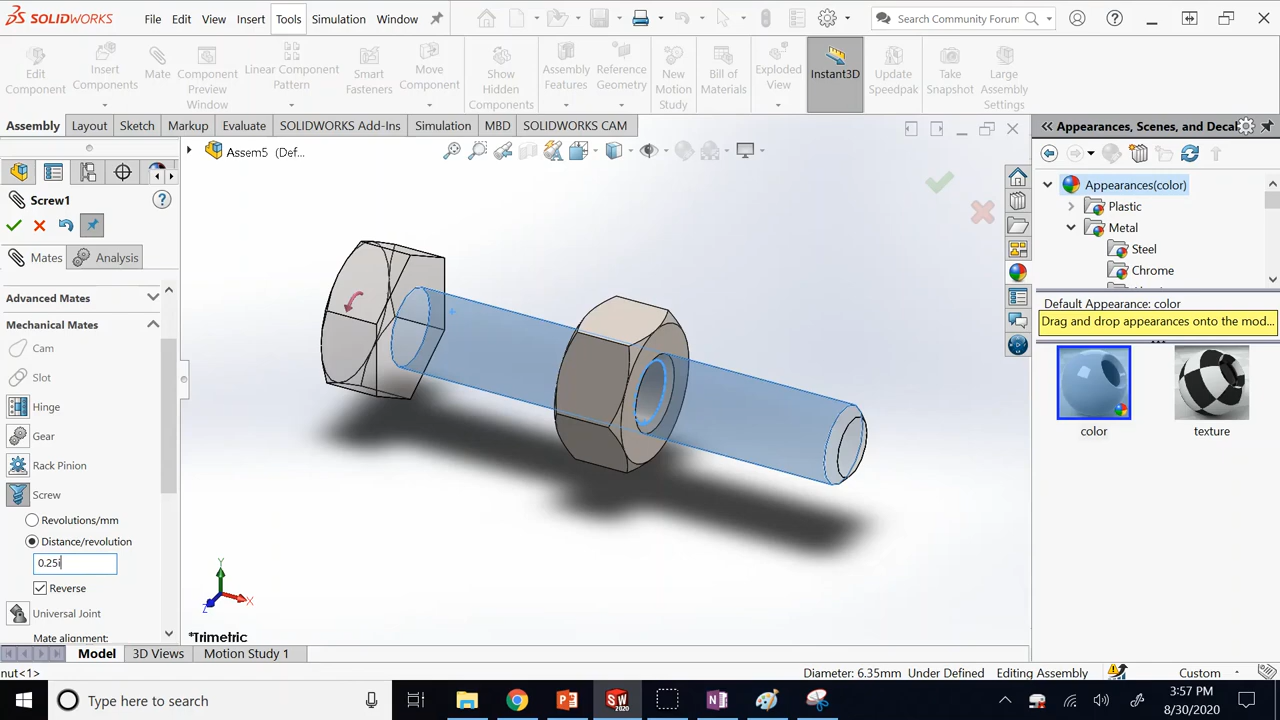 SOLIDWORKS File Edit View Insert Tools Simulation Window Search Community Forum
Edit Component
Insert Components
Mate
Component Preview Window
Linear Component Pattern
Smart Fasteners
Move Component
Show Hidden Components
Assembly Features
Reference Geometry
New Motion Study
Bill of Materials
Exploded View
Instant3D
Update Speedpak
Take Snapshot
Large Assembly Settings
Assembly Layout Sketch Markup Evaluate SOLIDWORKS Add-Ins Simulation MBD SOLIDWORKS CAM
Assem5 (Def...
Screw1
Mates Analysis
Advanced Mates
Mechanical Mates
Cam
Slot
Hinge
Gear
Rack Pinion
Screw
Revolutions/mm
Distance/revolution
0.25i
Reverse
Universal Joint
Mate alignment:
Y
X
Z
*Trimetric
Appearances, Scenes, and Decal
Appearances(color)
Plastic
Metal
Steel
Chrome
Default Appearance: color
Drag and drop appearances onto the mod...
color texture
Model 3D Views Motion Study 1
nut<1> Diameter: 6.35mm Under Defined Editing Assembly Custom
Type here to search
SW
2020
3:57 PM
8/30/2020